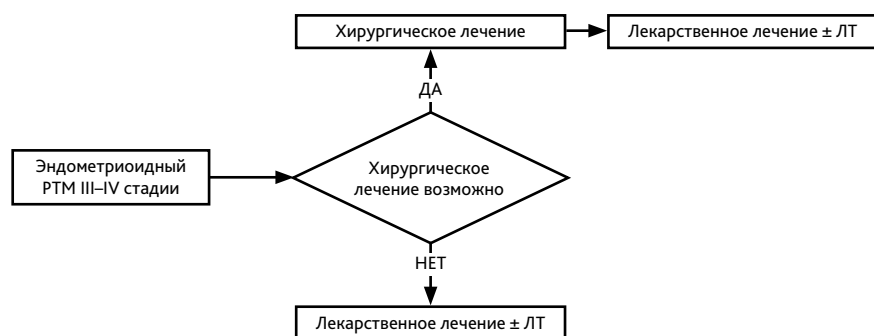 Хирургическое лечение
Лекарственное лечение ± ЛТ
ДА
Эндометриоидный
РТМ III–IV стадии
Хирургическое
лечение возможно
НЕТ
Лекарственное лечение ± ЛТ